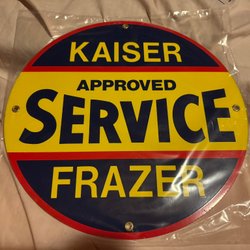 KAISER
APPROVED
SERVICE
FRAZER